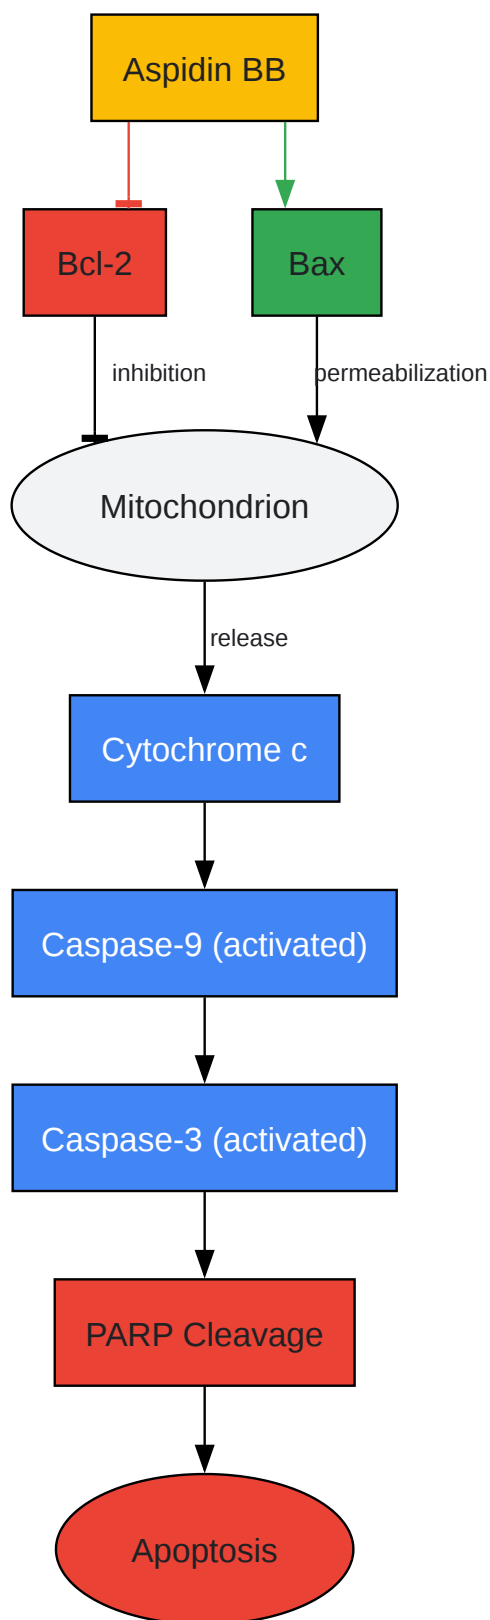 Aspidin BB
Bcl-2
Bax
inhibition
permeabilization
Mitochondrion
release
Cytochrome c
Caspase-9 (activated)
Caspase-3 (activated)
PARP Cleavage
Apoptosis